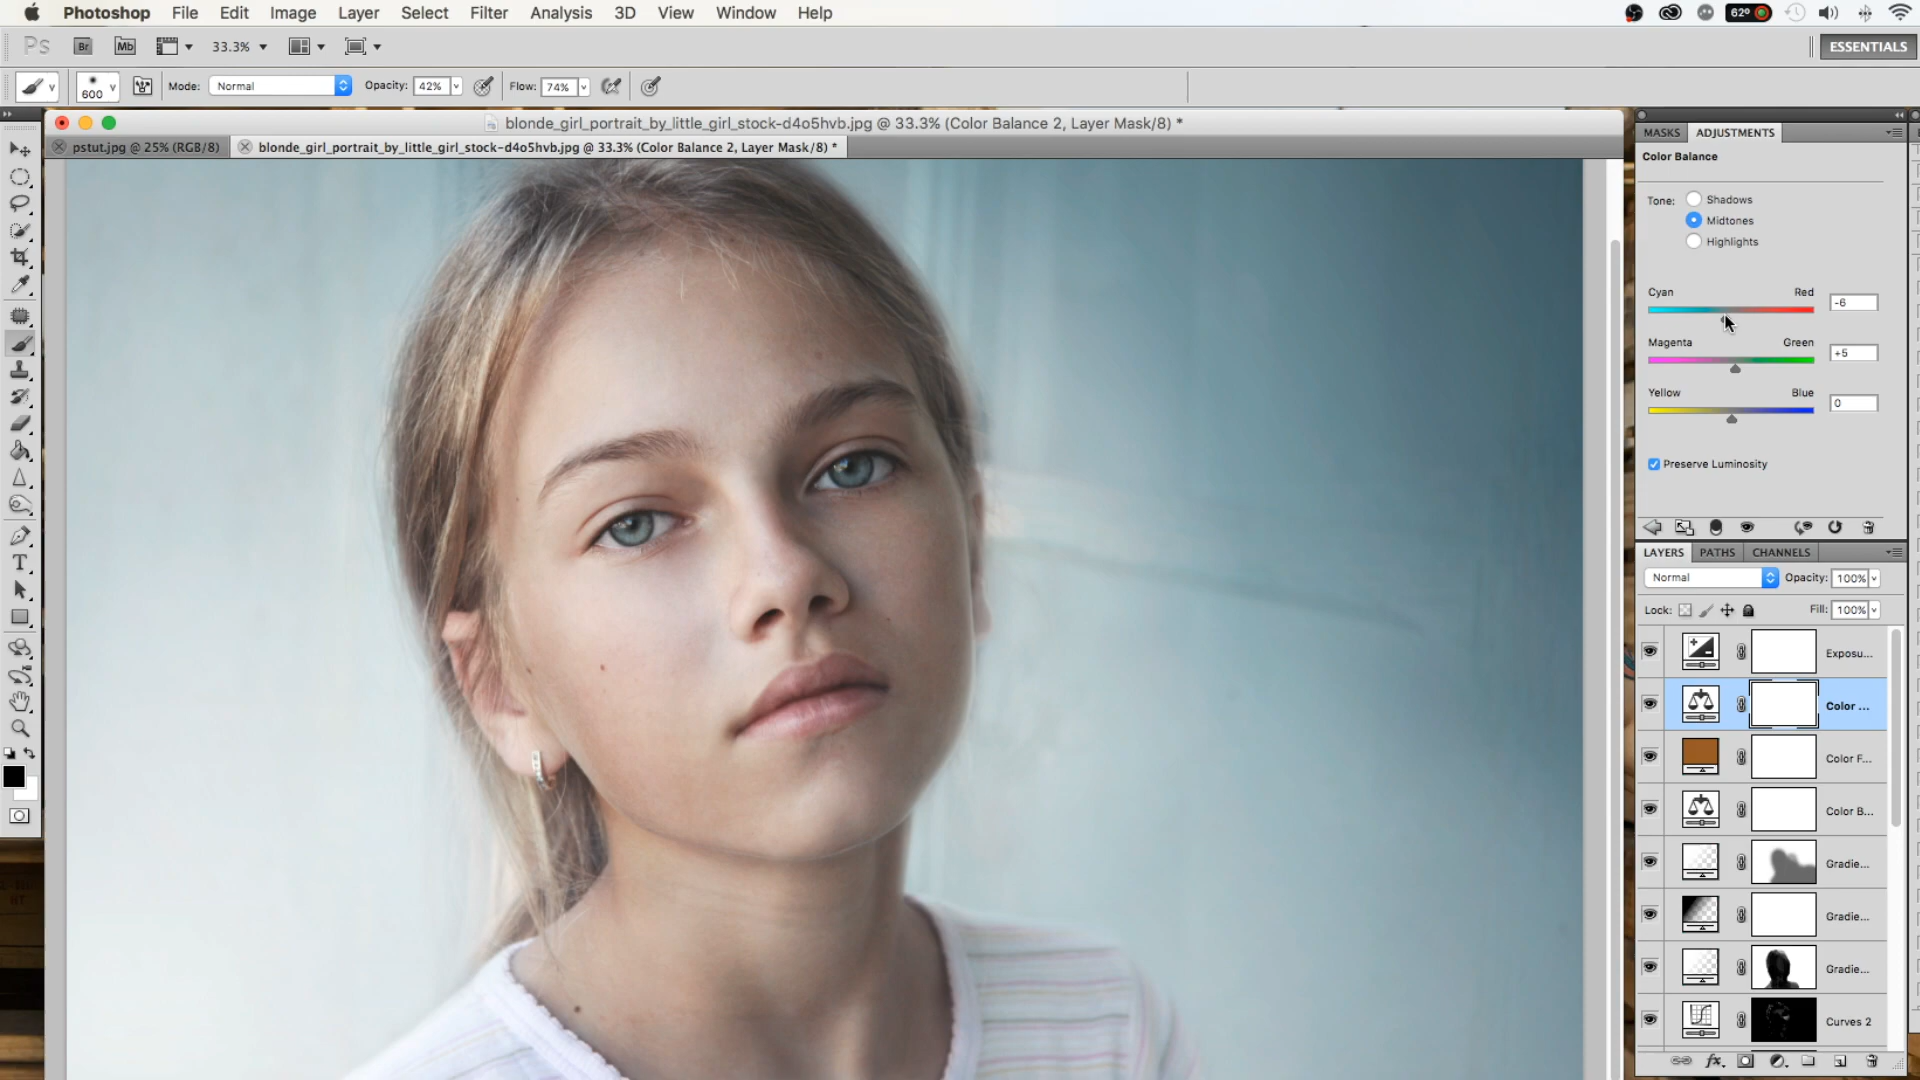 Photoshop File Edit Image Layer Select Filter Analysis 3D View Window Help 62°
Ps Br Mb 33.3% ESSENTIALS
600 Mode: Normal Opacity: 42% Flow: 74%
blonde_girl_portrait_by_little_girl_stock-d4o5hvb.jpg @ 33.3% (Color Balance 2, Layer Mask/8) *
pstut.jpg @ 25% (RGB/8) blonde_girl_portrait_by_little_girl_stock-d4o5hvb.jpg @ 33.3% (Color Balance 2, Layer Mask/8) *
MASKS ADJUSTMENTS
Color Balance
Tone: Shadows
Midtones
Highlights
Cyan Red -6
Magenta Green +5
Yellow Blue 0
Preserve Luminosity
LAYERS PATHS CHANNELS
Normal Opacity: 100%
Lock: Fill: 100%
Exposu...
Color ...
Color F...
Color B...
Gradie...
Gradie...
Gradie...
Curves 2
fx